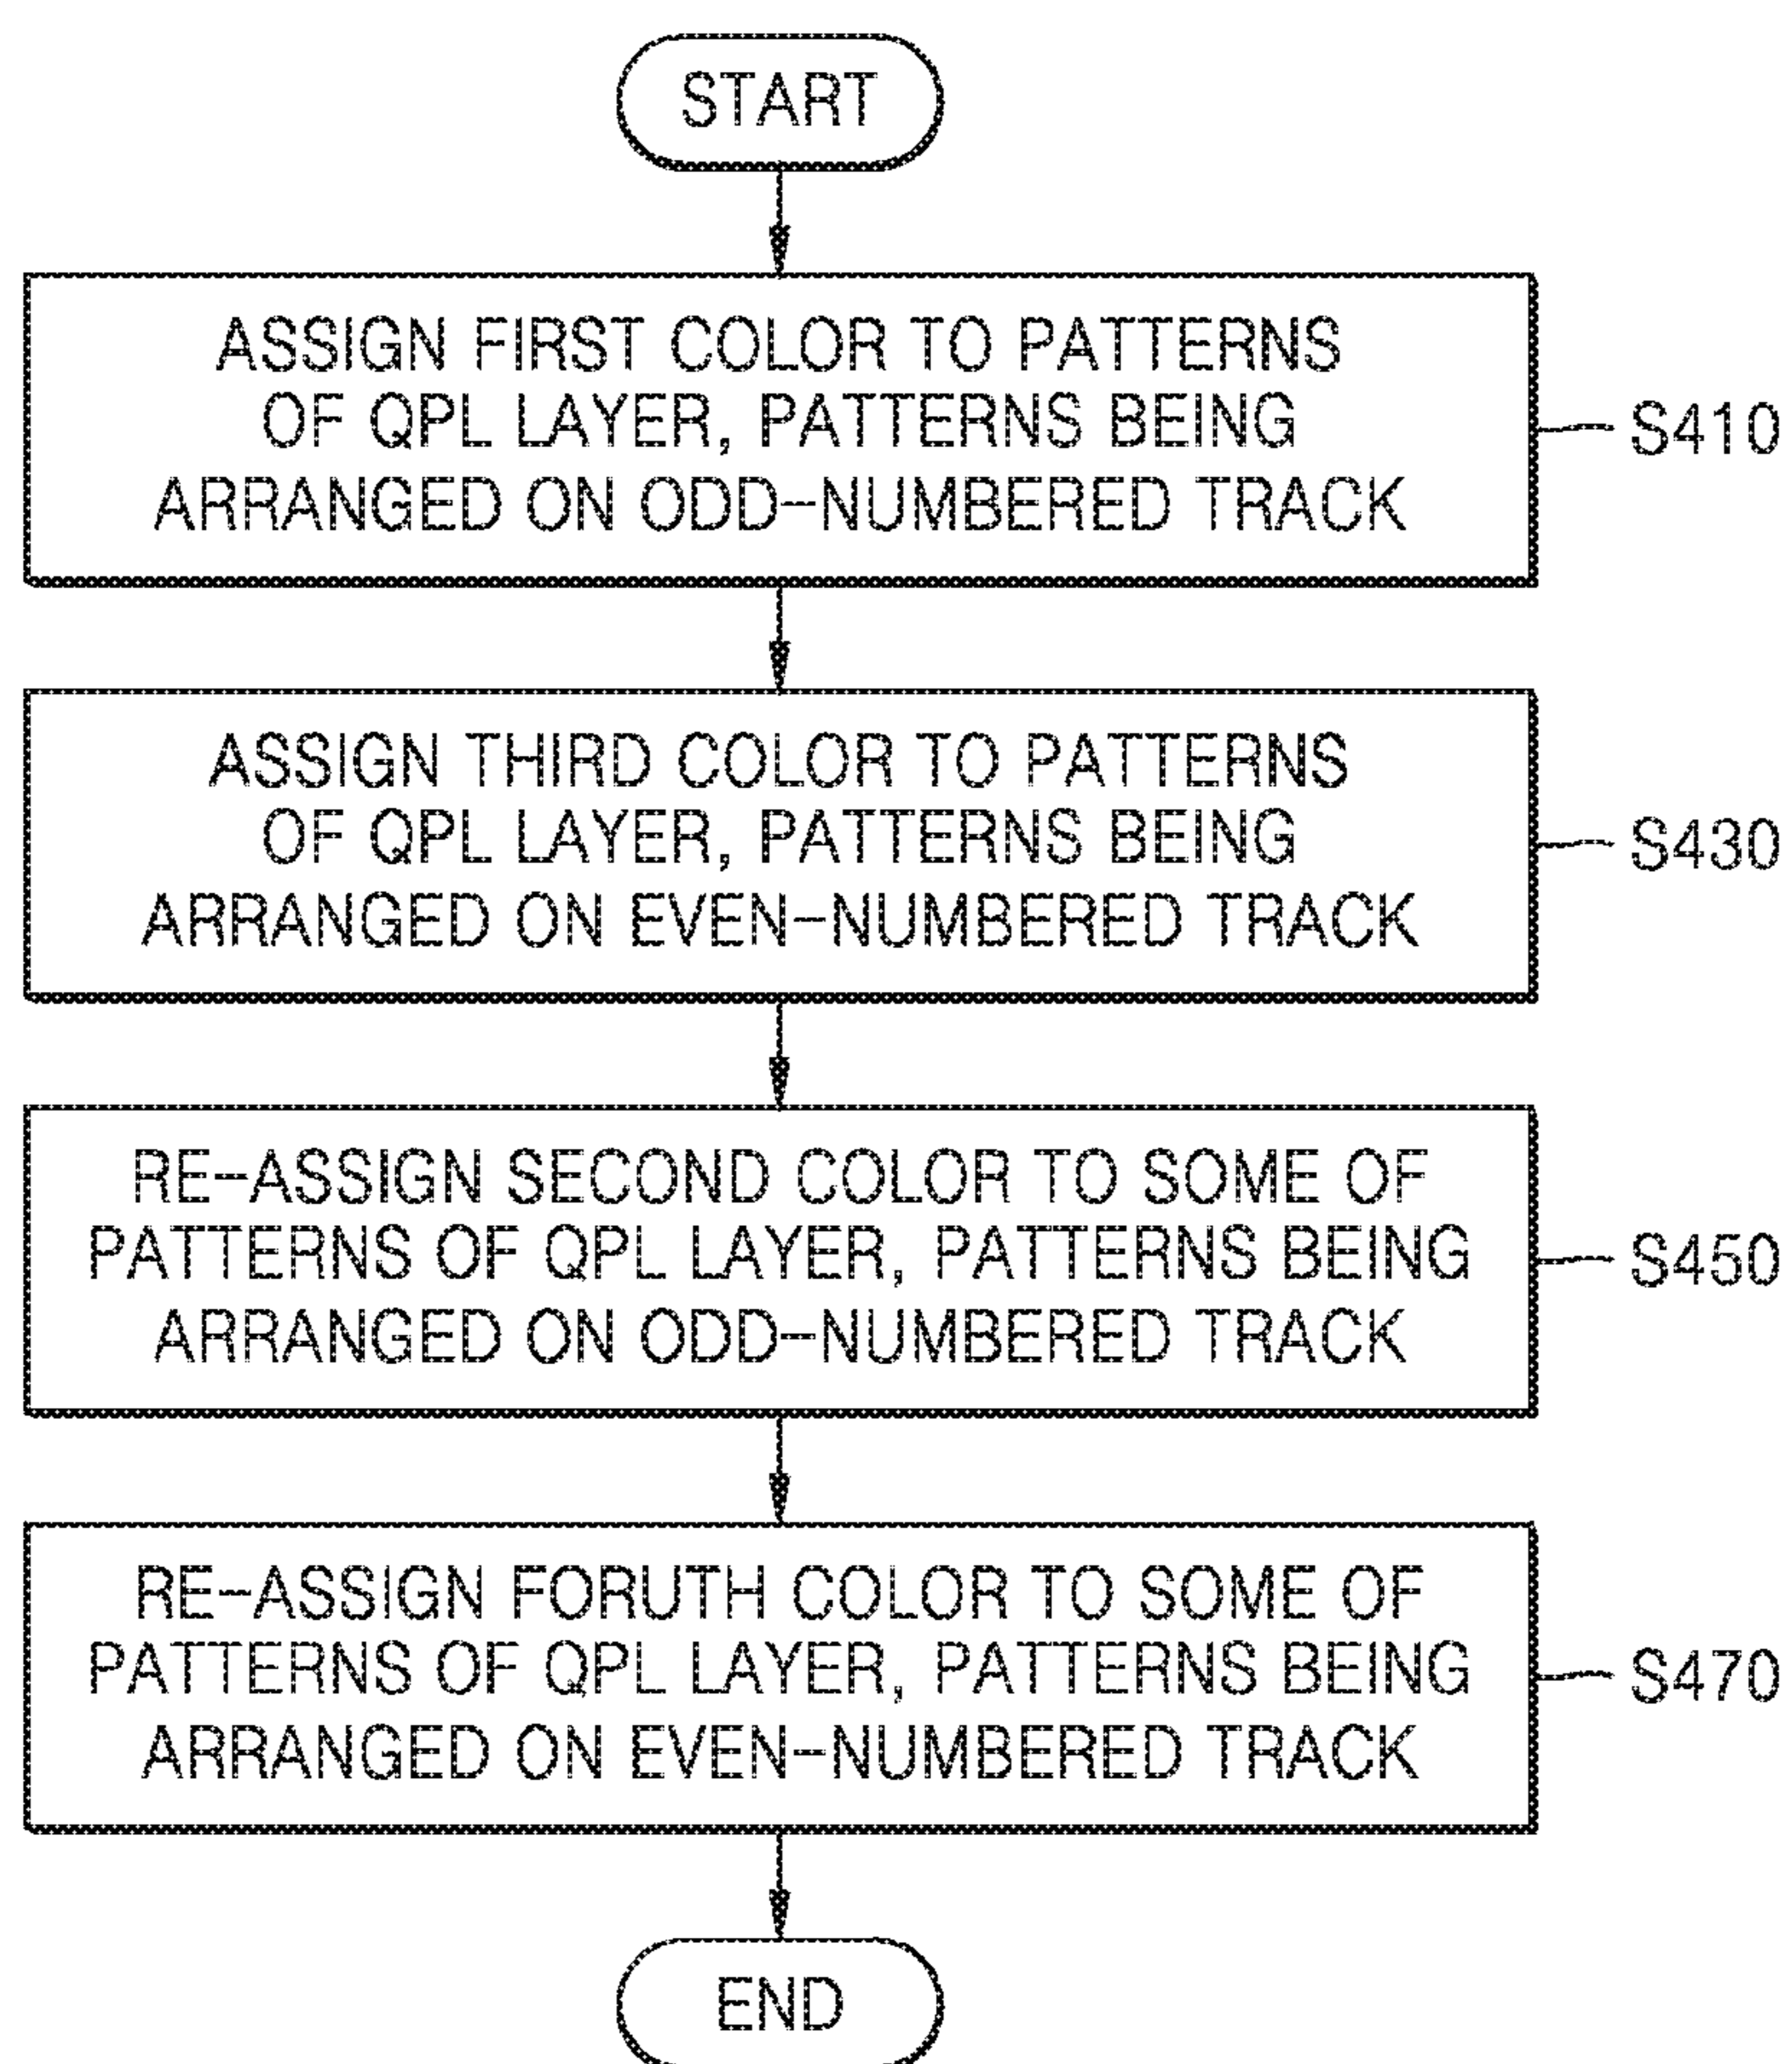 START
ASSIGN FIRST COLOR TO PATTERNS
OF QPL LAYER, PATTERNS BEING
ARRANGED ON ODD-NUMBERED TRACK
S410
ASSIGN THIRD COLOR TO PATTERNS
OF QPL LAYER, PATTERNS BEING
ARRANGED ON EVEN-NUMBERED TRACK
S430
RE-ASSIGN SECOND COLOR TO SOME OF
PATTERNS OF QPL LAYER, PATTERNS BEING
ARRANGED ON ODD-NUMBERED TRACK
S450
RE-ASSIGN FORUTH COLOR TO SOME OF
PATTERNS OF QPL LAYER, PATTERNS BEING
ARRANGED ON EVEN-NUMBERED TRACK
S470
END